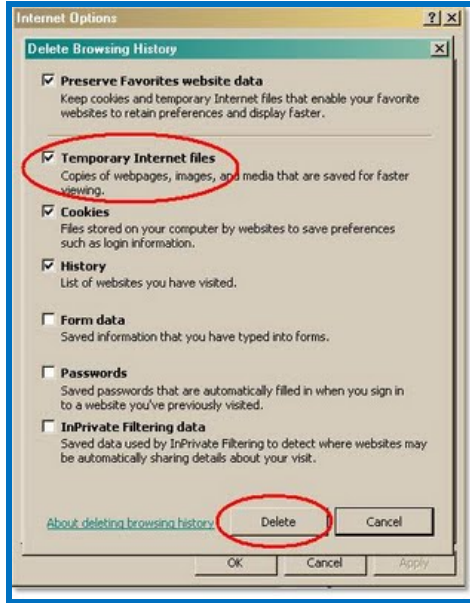 Internet Options
Delete Browsing History
Preserve Favorites website data
Keep cookies and temporary Internet files that enable your favorite
websites to retain preferences and display faster.
Temporary Internet files
Copies of webpages, images, and media that are saved for faster
viewing.
Cookies
Files stored on your computer by websites to save preferences
such as login information.
History
List of websites you have visited.
Form data
Saved information that you have typed into forms.
Passwords
Saved passwords that are automatically filled in when you sign in
to a website you've previously visited.
InPrivate Filtering data
Saved data used by InPrivate Filtering to detect where websites may
be automatically sharing details about your visit.
About deleting browsing history Delete Cancel
OK Cancel Apply